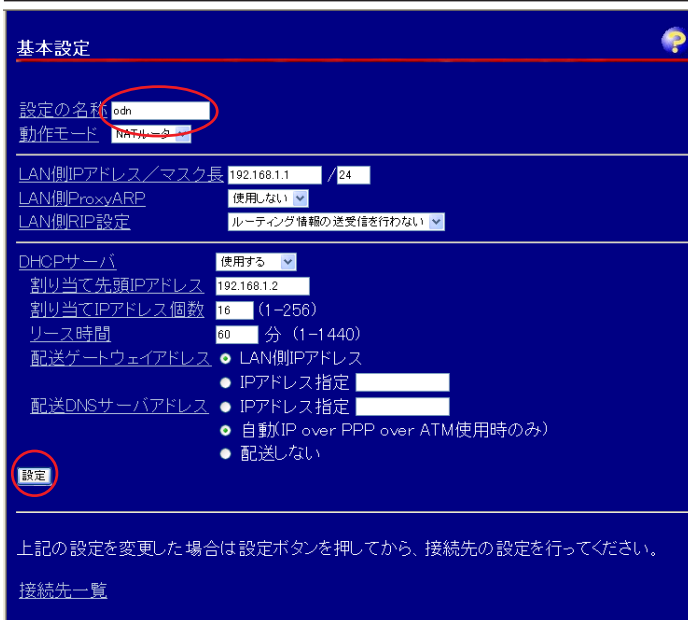 基本設定
設定の名称 odn
動作モード NATルータ
LAN側IPアドレス／マスク長 192.168.1.1 /24
LAN側ProxyARP 使用しない
LAN側RIP設定 ルーティング情報の送受信を行わない
DHCPサーバ 使用する
割り当て先頭IPアドレス 192.168.1.2
割り当てIPアドレス個数 16 (1-256)
リース時間 60 分 (1-1440)
配送ゲートウェイアドレス LAN側IPアドレス
IPアドレス指定
配送DNSサーバアドレス IPアドレス指定
自動(IP over PPP over ATM使用時のみ)
配送しない
設定
上記の設定を変更した場合は設定ボタンを押してから、接続先の設定を行ってください。
接続先一覧